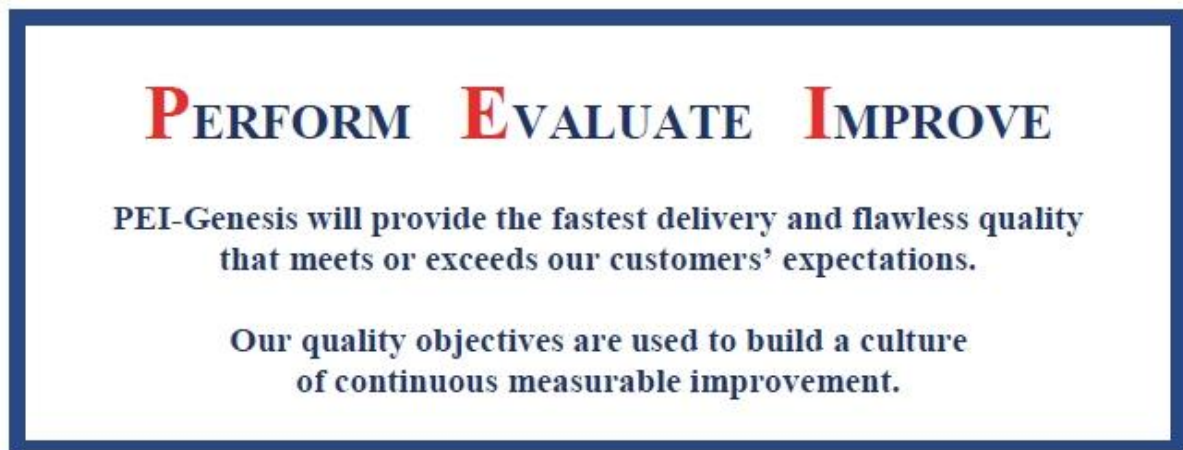 PERFORM EVALUATE IMPROVE
PEI-Genesis will provide the fastest delivery and flawless quality
that meets or exceeds our customers’ expectations.
Our quality objectives are used to build a culture
of continuous measurable improvement.